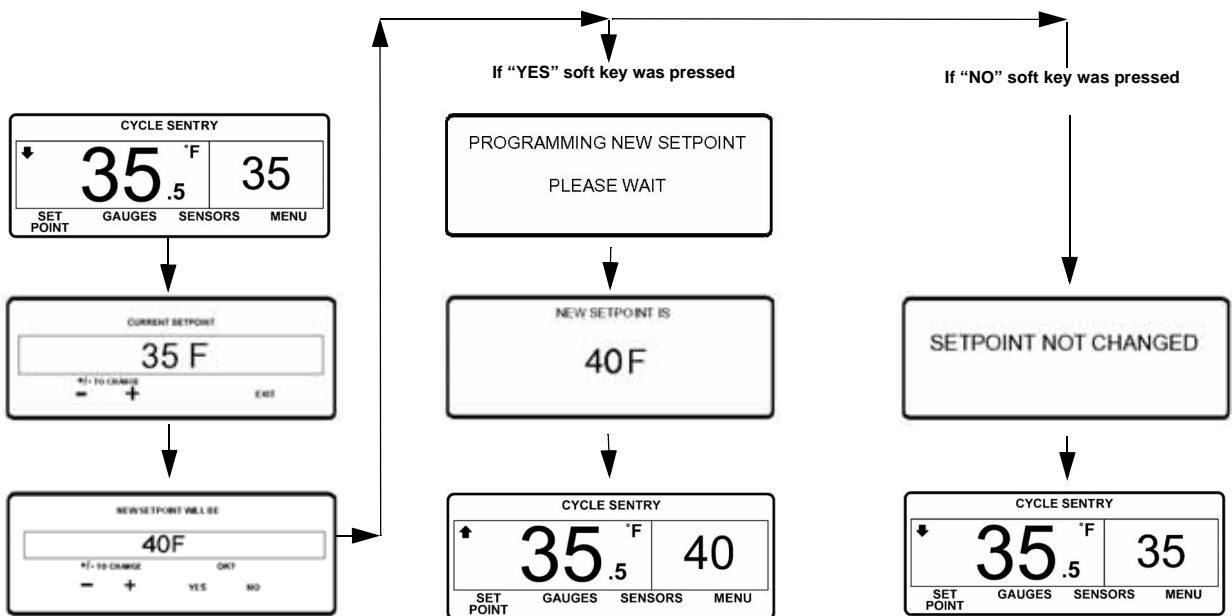 CYCLE SENTRY
35.5 °F 35
SET POINT GAUGES SENSORS MENU
CURRENT SETPOINT
35 F
+/- TO CHANGE
- + EXIT
NEW SETPOINT WILL BE
40F
+/- TO CHANGE OK?
- + YES NO
If “YES” soft key was pressed
PROGRAMMING NEW SETPOINT
PLEASE WAIT
NEW SETPOINT IS
40F
CYCLE SENTRY
35.5 °F 40
SET POINT GAUGES SENSORS MENU
If “NO” soft key was pressed
SETPOINT NOT CHANGED
CYCLE SENTRY
35.5 °F 35
SET POINT GAUGES SENSORS MENU